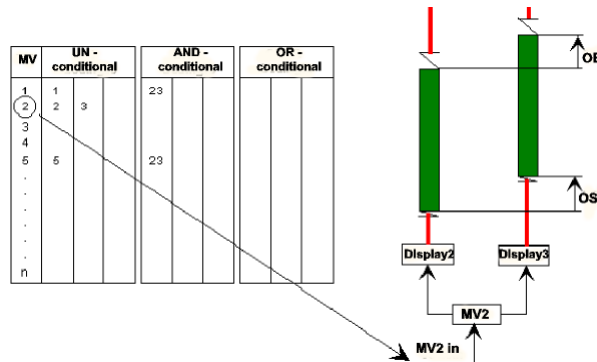 MV
UN - conditional
AND - conditional
OR - conditional
1 1 23
2 2 3
3
4
5 5 23
n
OS
Display2
Display3
MV2
MV2 in